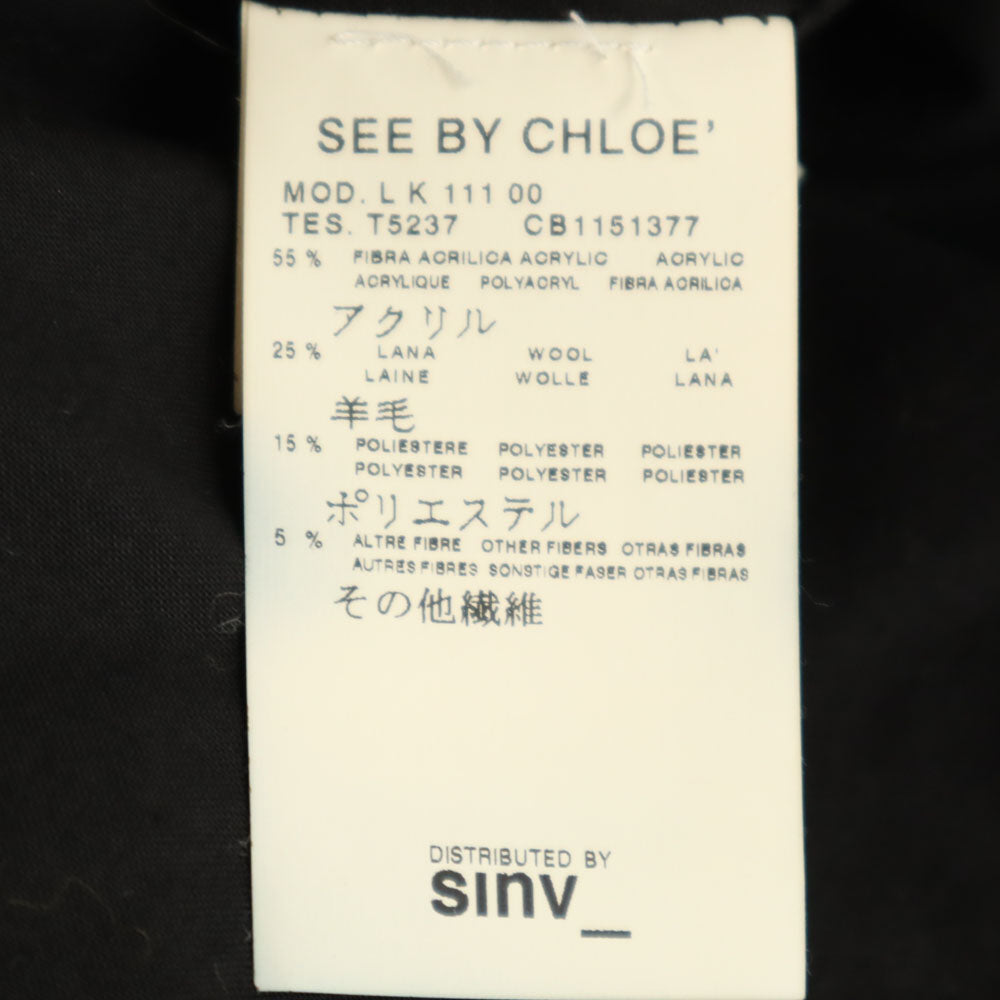 SEE BY CHLOE'
MOD. L K 111 00
TES. T5237 CB1151377
55 % FIBRA ACRILICA ACRYLIC ACRYLIC
ACRYLIQUE POLYACRYL FIBRA ACRILICA
アクリル
25 % LANA WOOL LA'
LAINE WOLLE LANA
羊毛
15 % POLIESTERE POLYESTER POLIESTER
POLYESTER POLYESTER POLIESTER
ポリエステル
5 % ALTRE FIBRE OTHER FIBERS OTRAS FIBRAS
AUTRES FIBRES SONSTIGE FASER OTRAS FIBRAS
その他繊維
DISTRIBUTED BY
sinv_